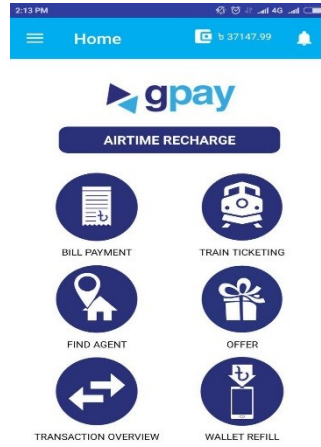 2:13 PM
4G
Home
৳ 37147.99
gpay
AIRTIME RECHARGE
৳
BILL PAYMENT
TRAIN TICKETING
FIND AGENT
OFFER
৳
TRANSACTION OVERVIEW
WALLET REFILL